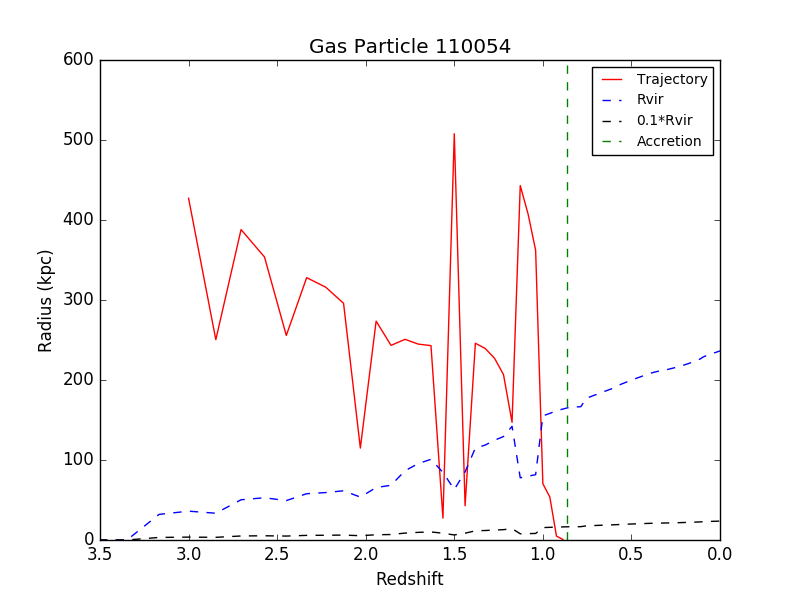 Gas Particle 110054
600
500
400
300
200
100
0
Radius (kpc)
Trajectory
Rvir
0.1*Rvir
Accretion
3.5 3.0 2.5 2.0 1.5 1.0 0.5 0.0
Redshift